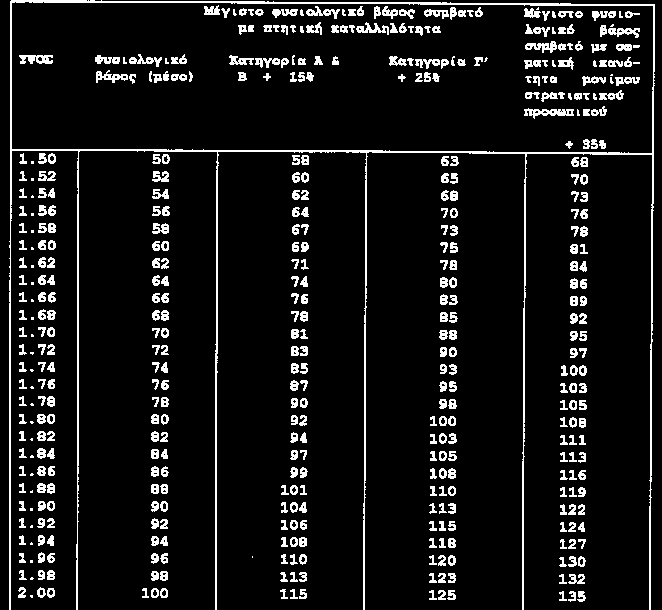 Μέγιστο φυσιολογικό βάρος συμβατό Μέγιστο φυσιο-
με πτητική καταλληλότητα λογικό βάρος
συμβατό με σω-
ΥΨΟΣ Φυσιολογικό Κατηγορία Α & Κατηγορία Γ' ματική ικανό-
βάρος (μέσο) Β + 15% + 25% τητα μονίμου
στρατιωτικού
προσωπικού
+ 35%
1.50 50 58 63 68
1.52 52 60 65 70
1.54 54 62 68 73
1.56 56 64 70 76
1.58 58 67 73 78
1.60 60 69 75 81
1.62 62 71 78 84
1.64 64 74 80 86
1.66 66 76 83 89
1.68 68 78 85 92
1.70 70 81 88 95
1.72 72 83 90 97
1.74 74 85 93 100
1.76 76 87 95 103
1.78 78 90 98 105
1.80 80 92 100 108
1.82 82 94 103 111
1.84 84 97 105 113
1.86 86 99 108 116
1.88 88 101 110 119
1.90 90 104 113 122
1.92 92 106 115 124
1.94 94 108 118 127
1.96 96 110 120 130
1.98 98 113 123 132
2.00 100 115 125 135